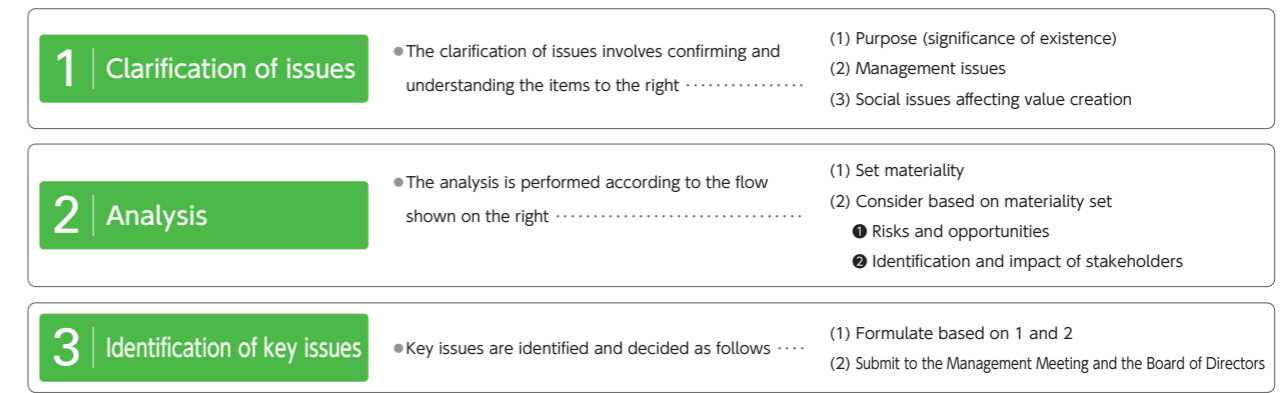 1 Clarification of issues
●The clarification of issues involves confirming and
understanding the items to the right ················
(1) Purpose (significance of existence)
(2) Management issues
(3) Social issues affecting value creation
2 Analysis
●The analysis is performed according to the flow
shown on the right ·································
(1) Set materiality
(2) Consider based on materiality set
❶ Risks and opportunities
❷ Identification and impact of stakeholders
3 Identification of key issues
●Key issues are identified and decided as follows ····
(1) Formulate based on 1 and 2
(2) Submit to the Management Meeting and the Board of Directors